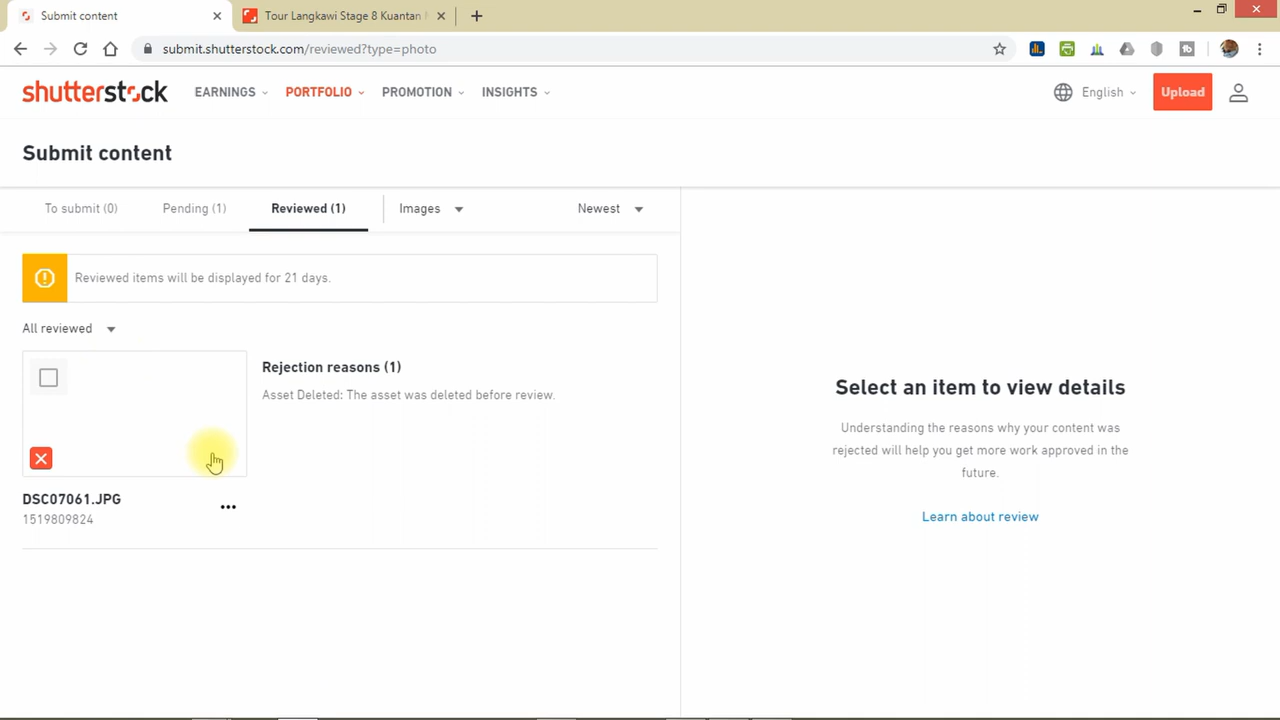 Submit content
Tour Langkawi Stage 8 Kuantan
submit.shutterstock.com/reviewed?type=photo
shutterstock EARNINGS PORTFOLIO PROMOTION INSIGHTS English Upload
Submit content
To submit (0) Pending (1) Reviewed (1) Images Newest
Reviewed items will be displayed for 21 days.
All reviewed
Rejection reasons (1)
Asset Deleted: The asset was deleted before review.
DSC07061.JPG
1519809824
Select an item to view details
Understanding the reasons why your content was
rejected will help you get more work approved in the
future.
Learn about review